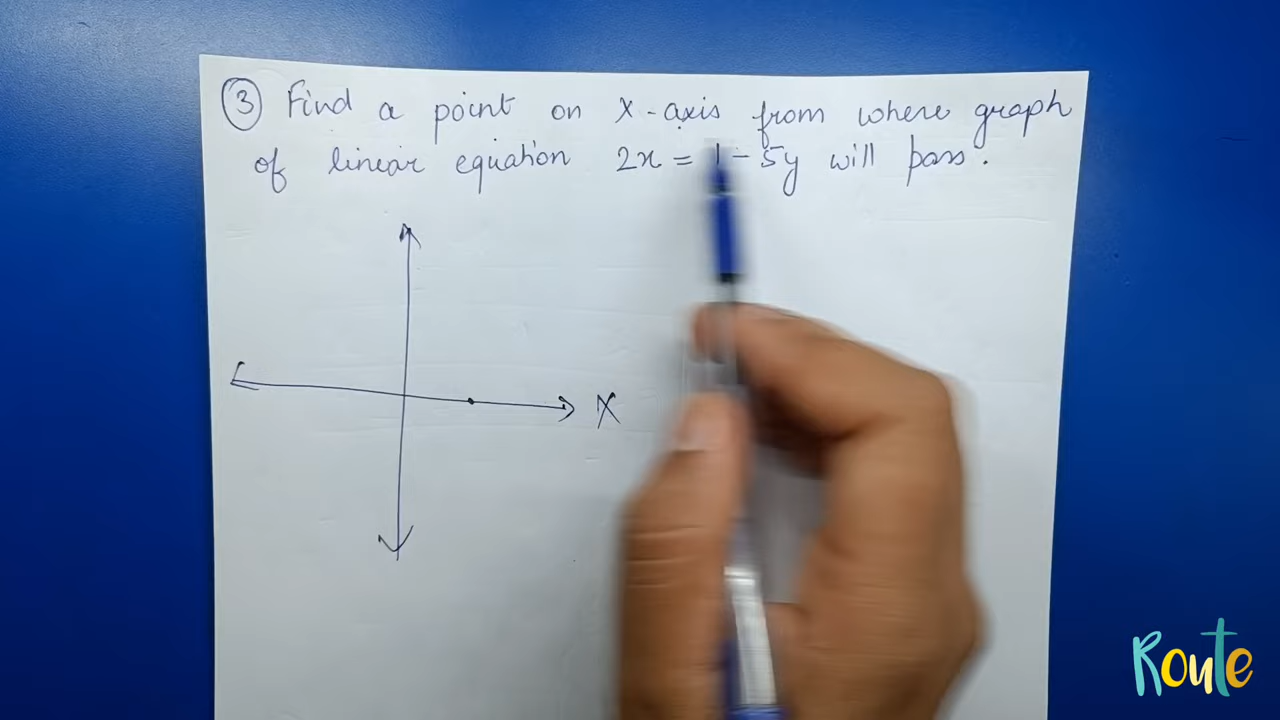 ③ Find a point on X-axis from where graph
of linear equation 2x = 1 - 5y will pass.
X
Route